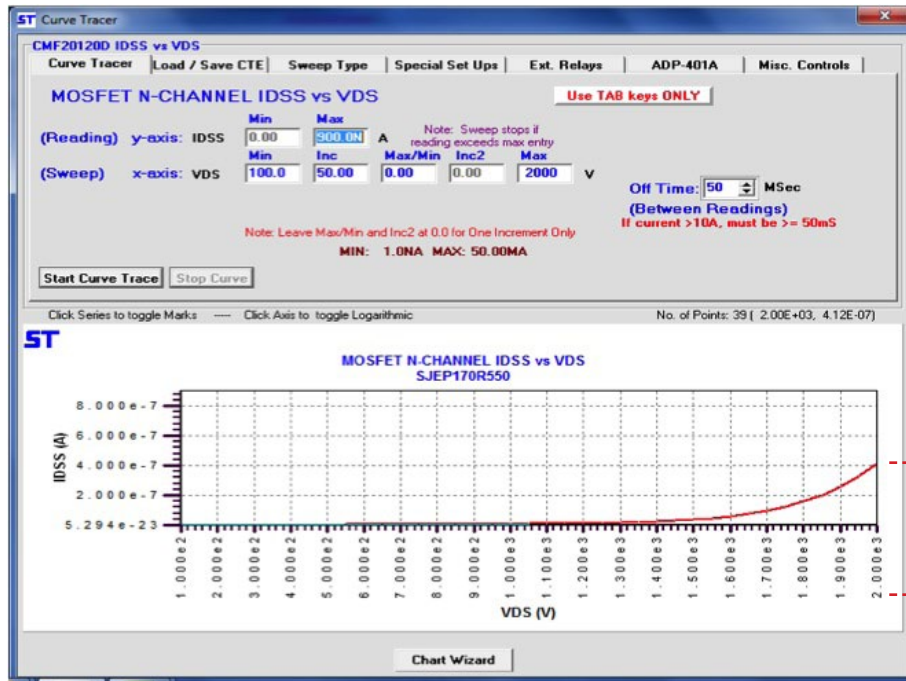 ST Curve Tracer
CMF20120D IDSS vs VDS
Curve Tracer Load / Save CTE Sweep Type Special Set Ups Ext. Relays ADP-401A Misc. Controls
MOSFET N-CHANNEL IDSS vs VDS
Use TAB keys ONLY
Min Max
(Reading) y-axis: IDSS 0.00 900.0N A
Note: Sweep stops if
reading exceeds max entry
Min Inc Max/Min Inc2 Max
(Sweep) x-axis: VDS 100.0 50.00 0.00 0.00 2000 V
Off Time: 50 MSec
(Between Readings)
If current >10A, must be >= 50mS
Note: Leave Max/Min and Inc2 at 0.0 for One Increment Only
MIN: 1.0NA MAX: 50.00MA
Start Curve Trace Stop Curve
Click Series to toggle Marks ---- Click Axis to toggle Logarithmic No. of Points: 39 ( 2.00E+03, 4.12E-07)
ST
MOSFET N-CHANNEL IDSS vs VDS
SJEP170R550
IDSS (A)
8.000e-7
6.000e-7
4.000e-7
2.000e-7
5.294e-23
1.000e2 2.000e2 3.000e2 4.000e2 5.000e2 6.000e2 7.000e2 8.000e2 9.000e2 1.000e3 1.100e3 1.200e3 1.300e3 1.400e3 1.500e3 1.600e3 1.700e3 1.800e3 1.900e3 2.000e3
VDS (V)
Chart Wizard